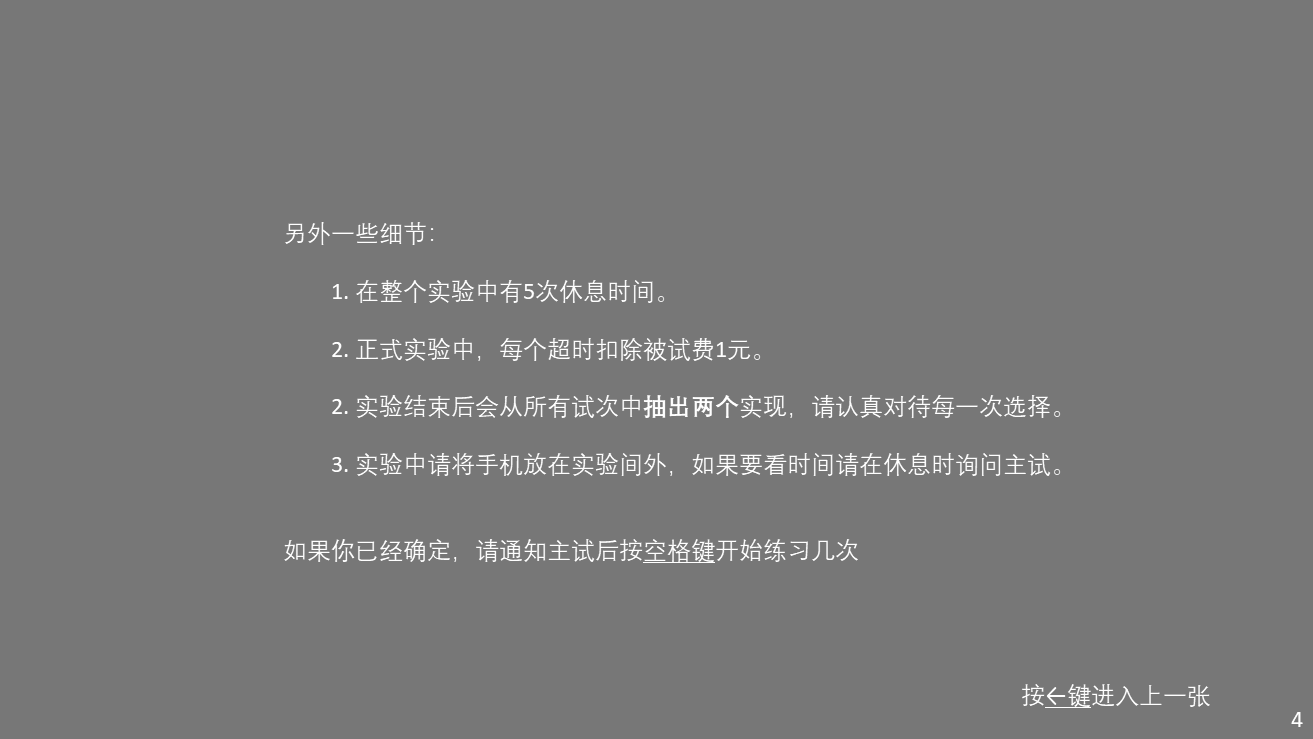 另外一些细节：
1. 在整个实验中有5次休息时间。
2. 正式实验中，每个超时扣除被试费1元。
2. 实验结束后会从所有试次中抽出两个实现，请认真对待每一次选择。
3. 实验中请将手机放在实验间外，如果要看时间请在休息时询问主试。
如果你已经确定，请通知主试后按空格键开始练习几次
按←键进入上一张
4